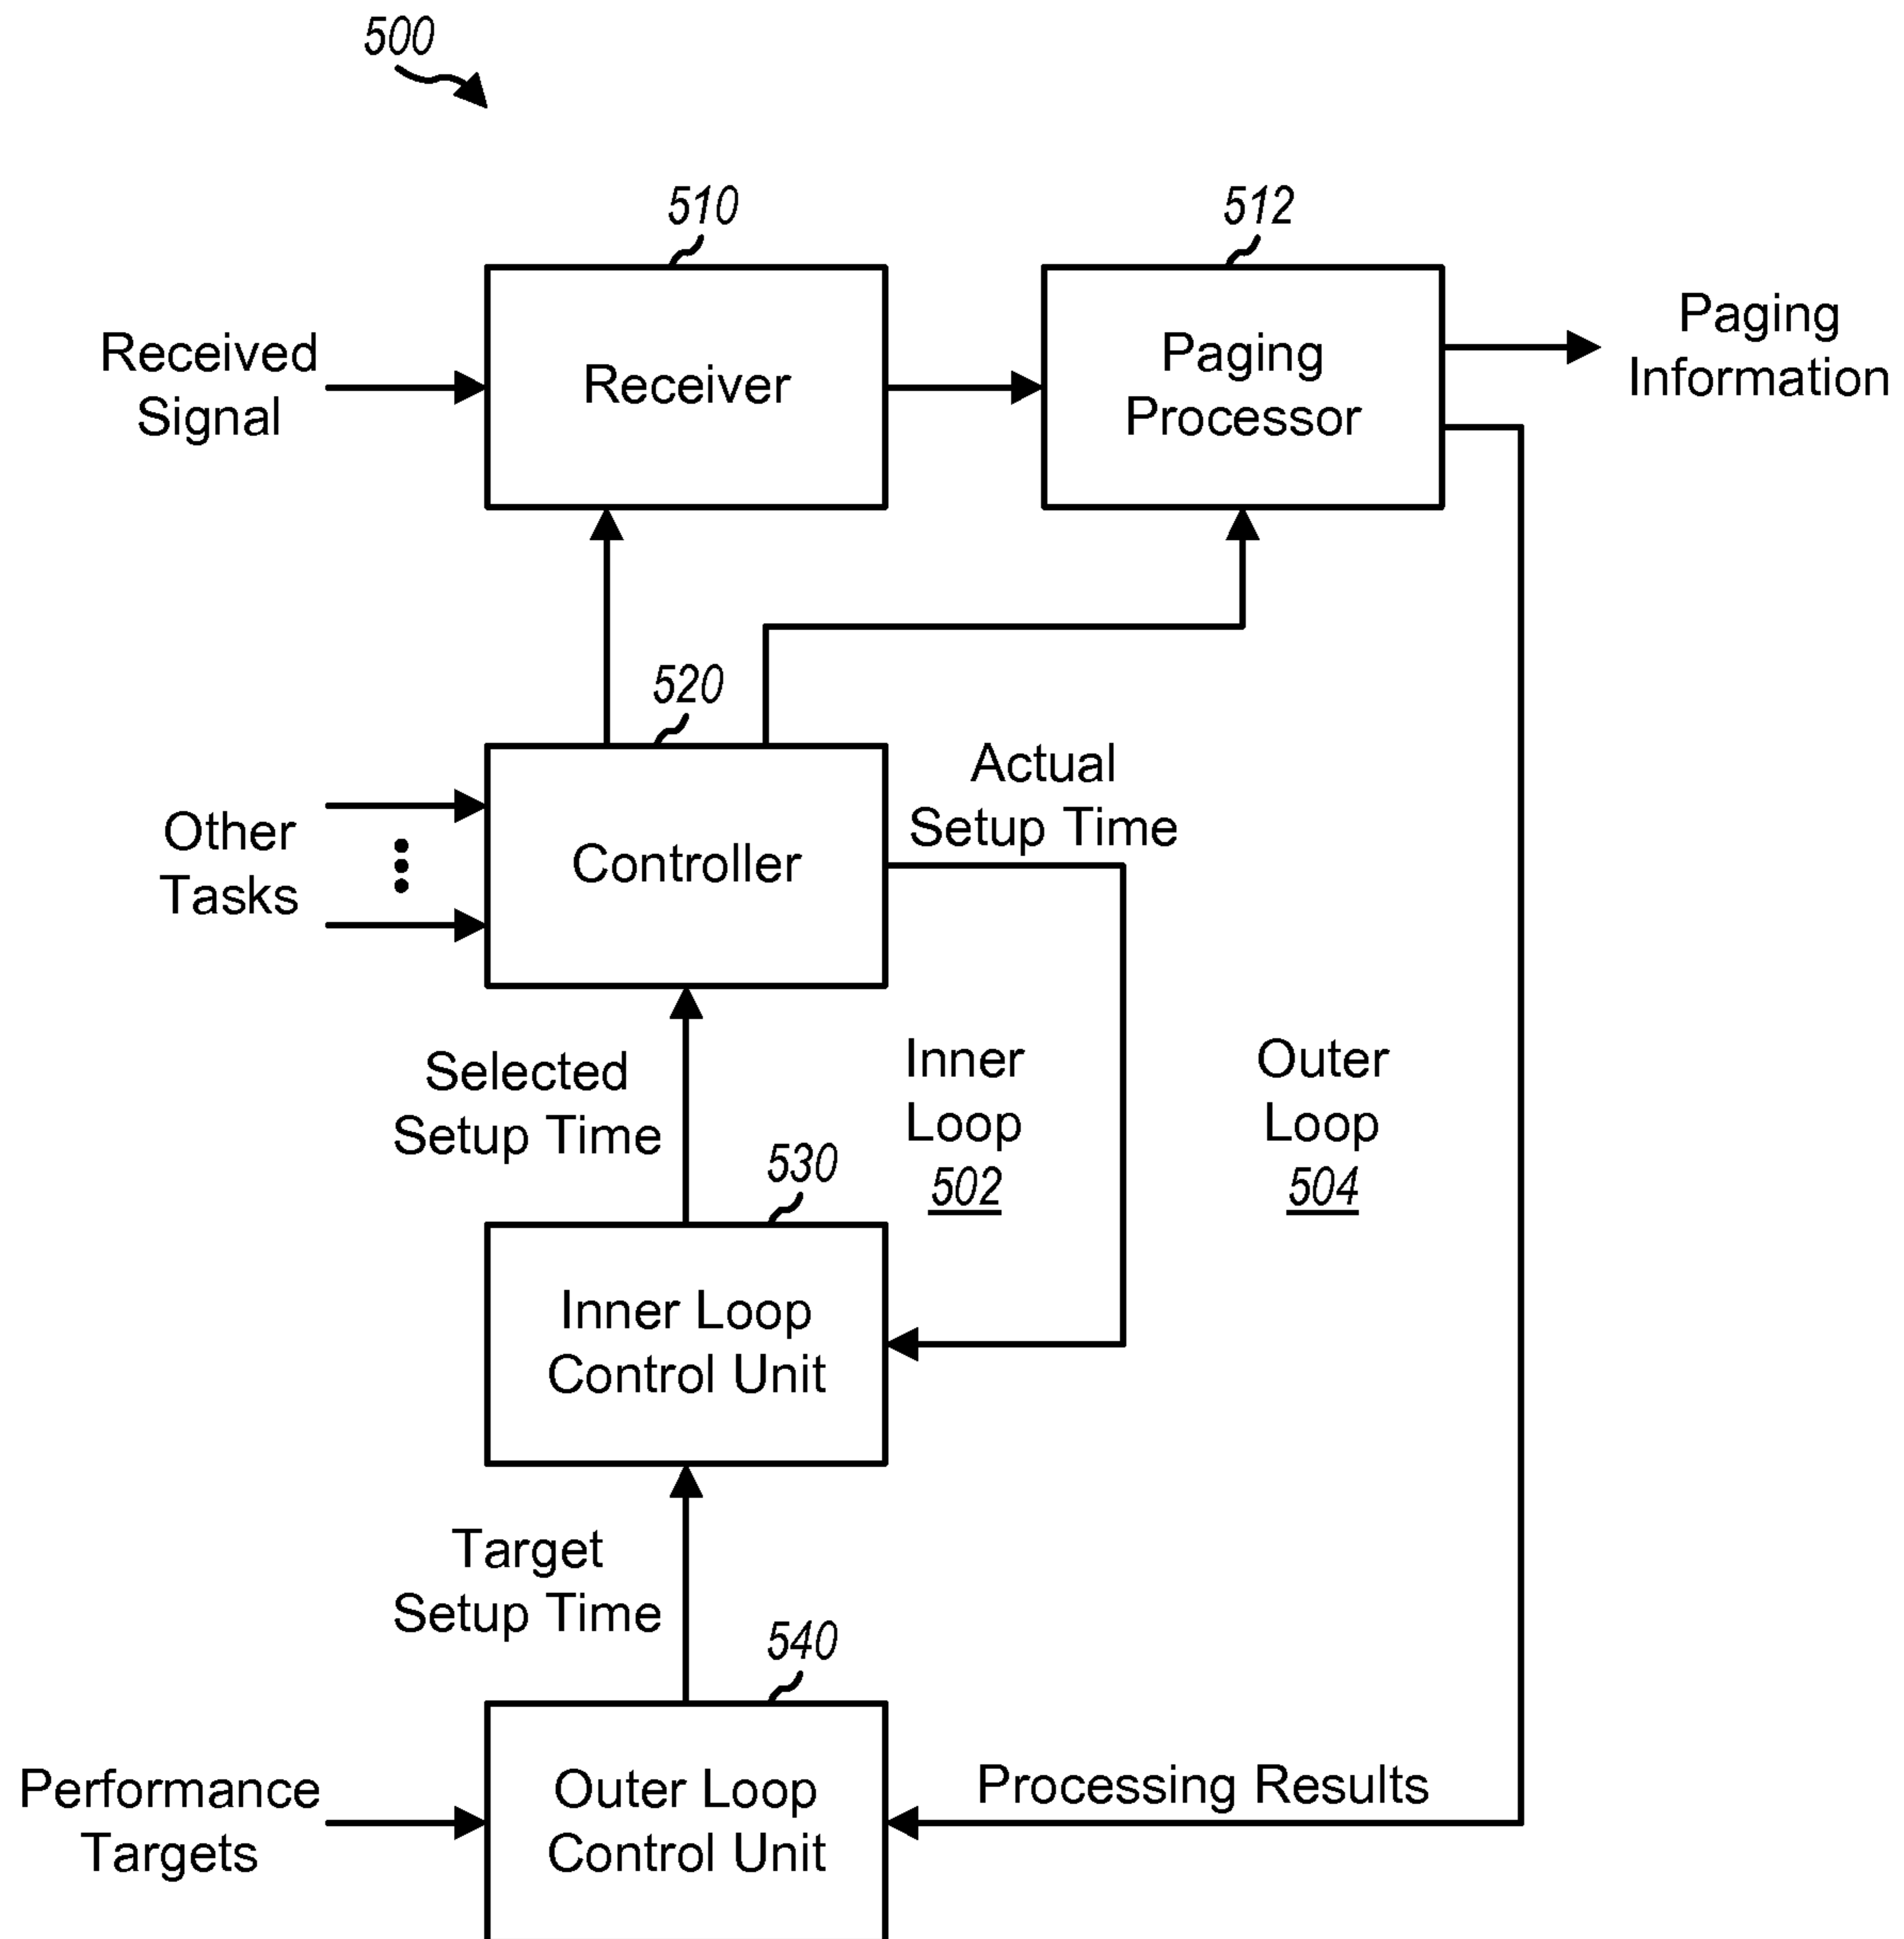 500
510
512
Received
Signal
Receiver
Paging
Processor
Paging
Information
520
Other
Tasks
Controller
Actual
Setup Time
Selected
Setup Time
Inner
Loop
502
Outer
Loop
504
530
Inner Loop
Control Unit
Target
Setup Time
540
Performance
Targets
Outer Loop
Control Unit
Processing Results